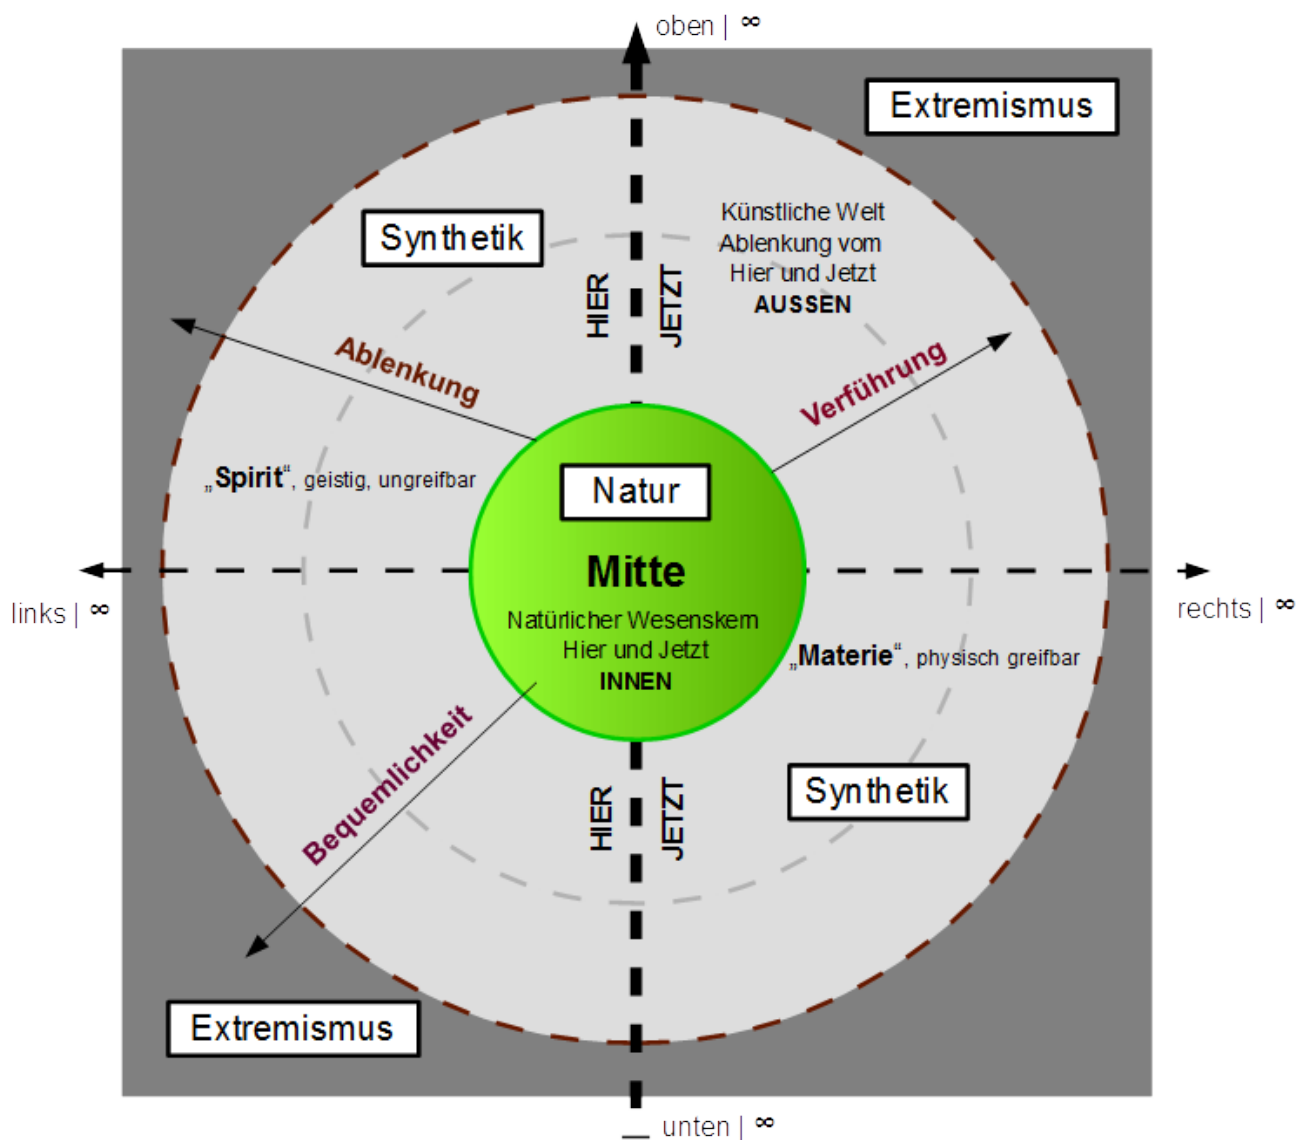 oben | ∞
Extremismus
Synthetik
Künstliche Welt
Ablenkung vom
Hier und Jetzt
AUSSEN
HIER
JETZT
Ablenkung
Verführung
„Spirit“, geistig, ungreifbar
Natur
Mitte
Natürlicher Wesenskern
Hier und Jetzt
INNEN
links | ∞
rechts | ∞
„Materie“, physisch greifbar
Bequemlichkeit
HIER
JETZT
Synthetik
Extremismus
unten | ∞